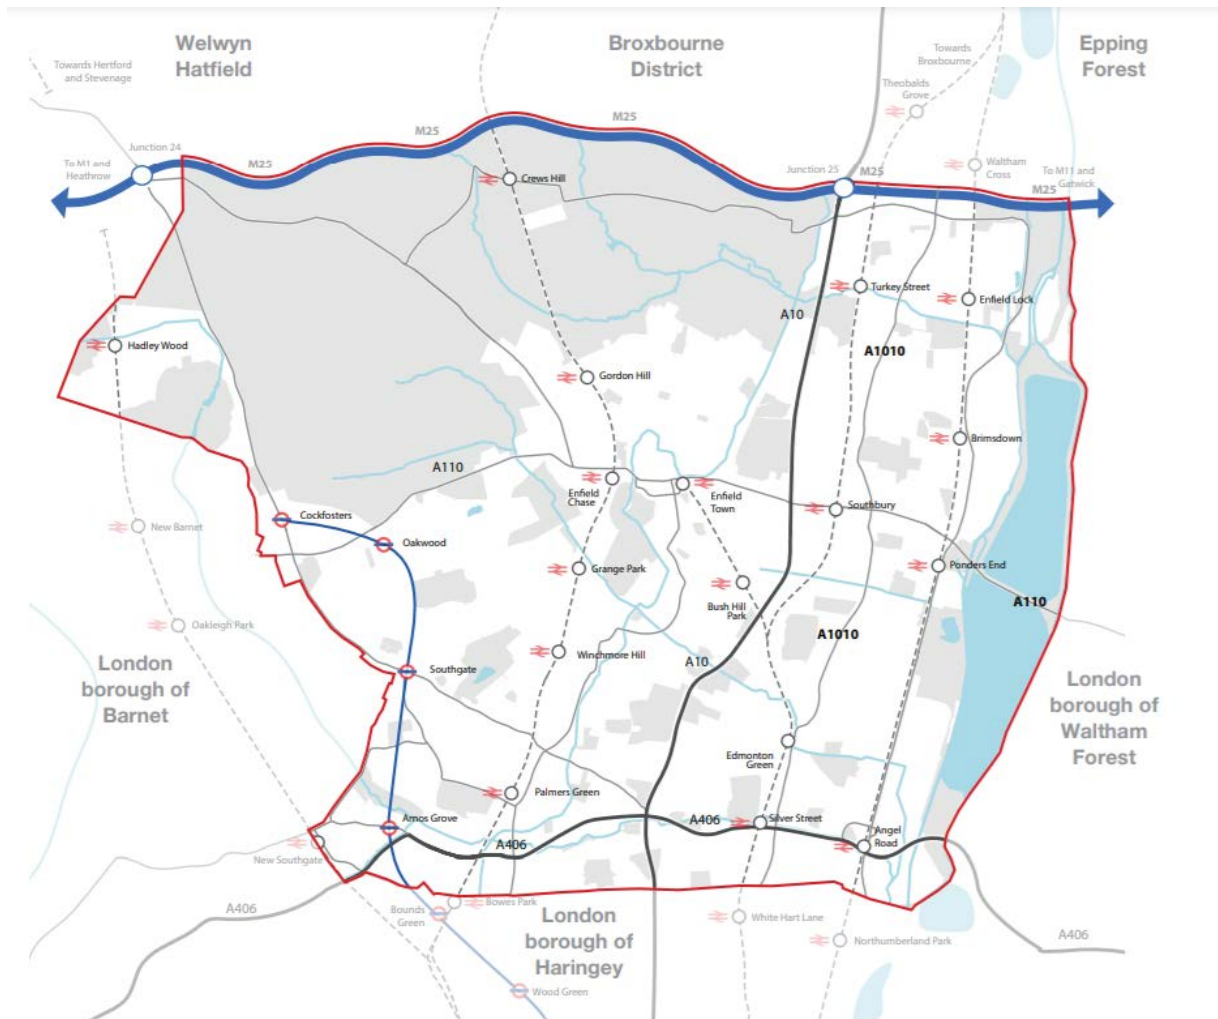 Welwyn
Hatfield
Broxbourne
District
Epping
Forest
Towards Hertford
and Stevenage
Towards
Broxbourne
Theobalds
Grove
M25
M25
Junction 24
To M1 and
Heathrow
M25
Crews Hill
Junction 25
M25
Waltham
Cross
To M11 and
Gatwick
M25
Turkey Street
Enfield Lock
A10
Hadley Wood
A1010
Gordon Hill
Brimsdown
A110
Enfield
Chase
Enfield
Town
Southbury
Cockfosters
New Barnet
Oakwood
Grange Park
Ponders End
Bush Hill
Park
A110
Oakleigh Park
A1010
Winchmore Hill
A10
Southgate
London
borough of
Barnet
London
borough of
Waltham
Forest
Edmonton
Green
Palmers Green
Arnos Grove
A406
Silver Street
Angel
Road
A406
New Southgate
A406
Bounds
Green
Bowes Park
London
borough of
Haringey
White Hart Lane
Northumberland Park
A406
Wood Green